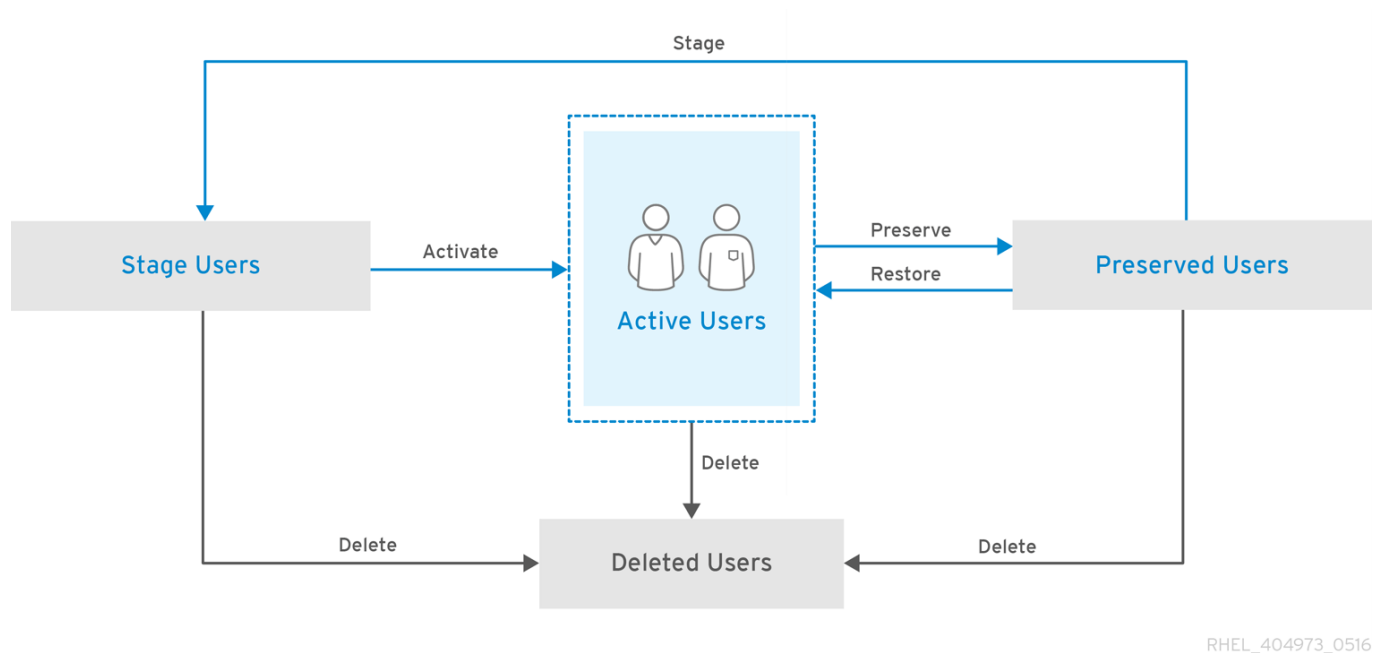 Stage
Preserve
Activate
Stage Users
Preserved Users
Restore
Active Users
Delete
Delete
Delete
Deleted Users
RHEL_404973_0516